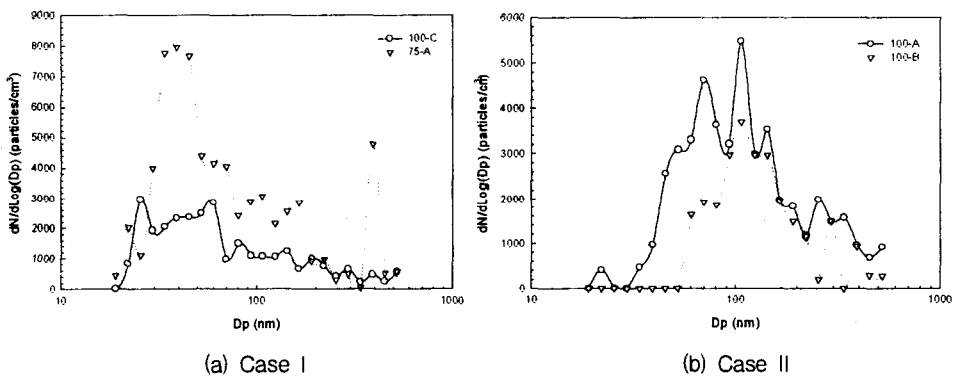 dN/dLog(Dp) (particles/cm³)
9000
8000
7000
6000
5000
4000
3000
2000
1000
0
100-C
75-A
10
100
1000
Dp (nm)
(a) Case I
dN/dLog(Dp) (particles/cm³)
6000
5000
4000
3000
2000
1000
0
100-A
100-B
10
100
1000
Dp (nm)
(b) Case II